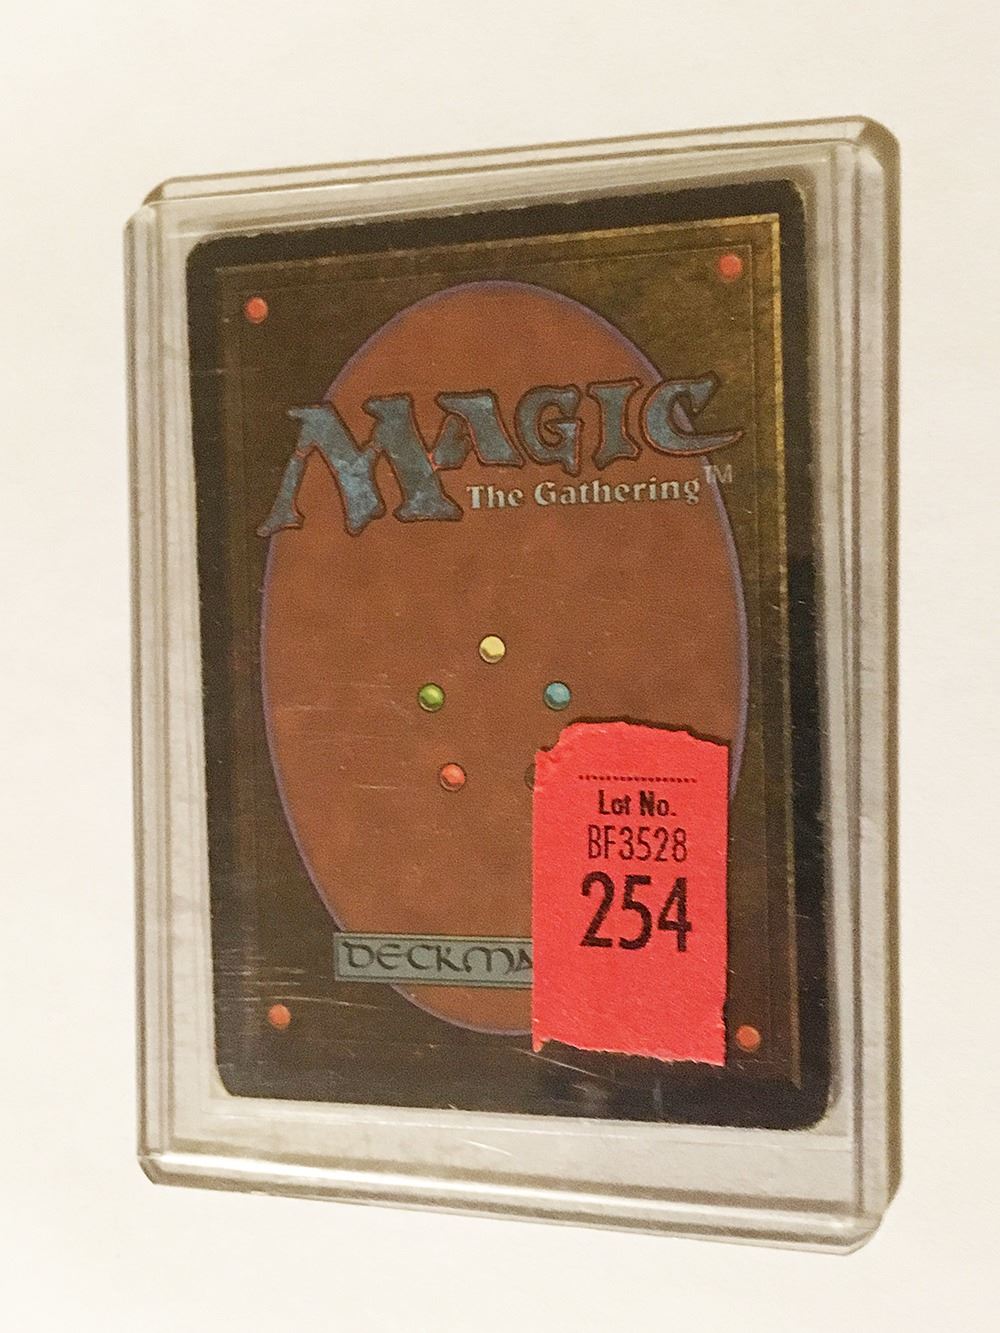 MAGIC
The Gathering™
DECKMA
Lot No.
BF3528
254